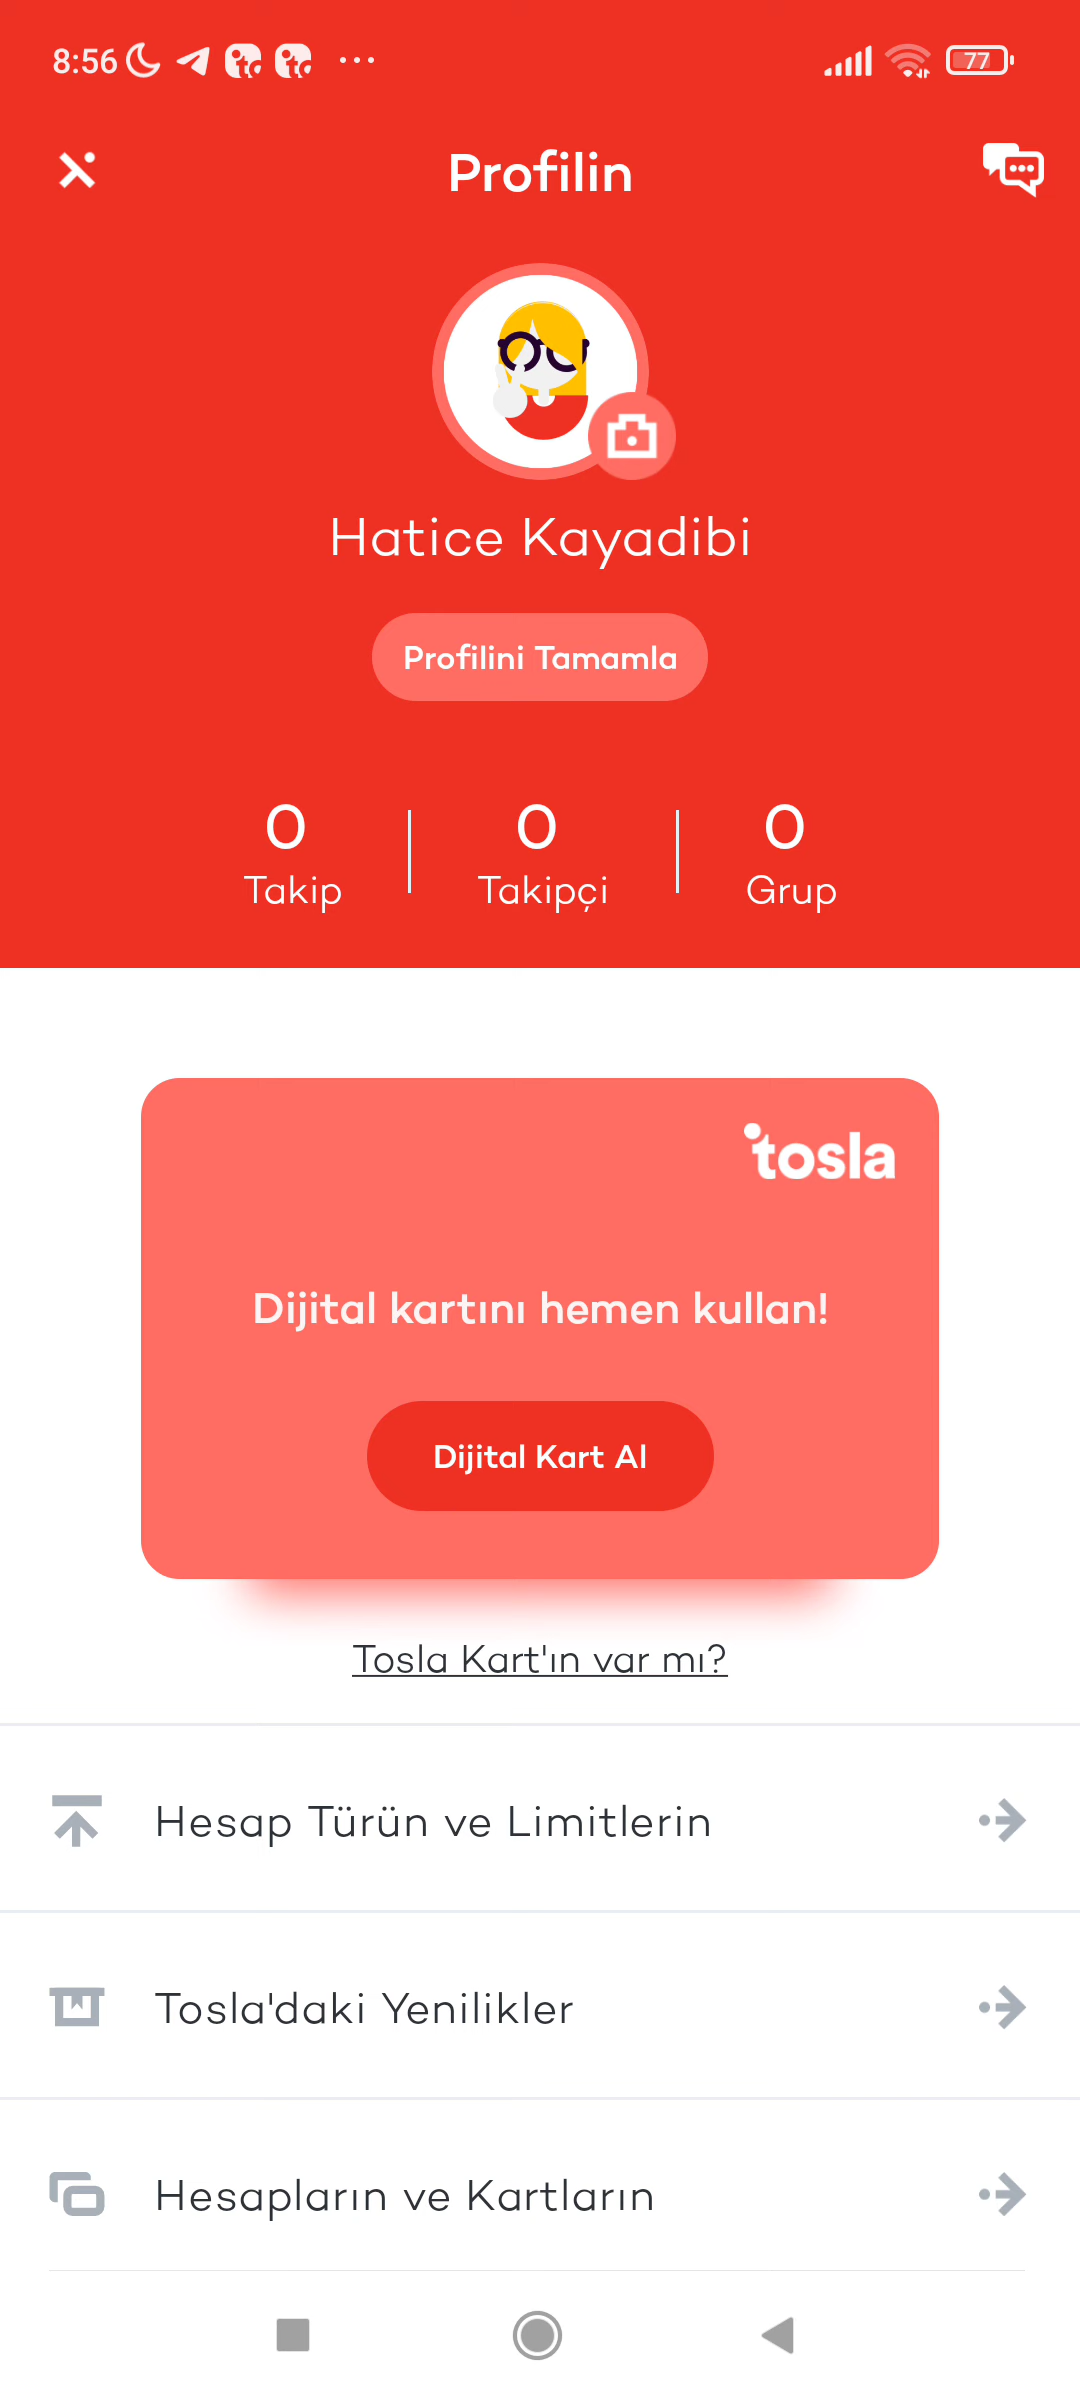 8:56
77
Profilin
Hatice Kayadibi
Profilini Tamamla
0 0 0
Takip Takipçi Grup
tosla
Dijital kartını hemen kullan!
Dijital Kart Al
Tosla Kart'ın var mı?
Hesap Türün ve Limitlerin
Tosla'daki Yenilikler
Hesapların ve Kartların